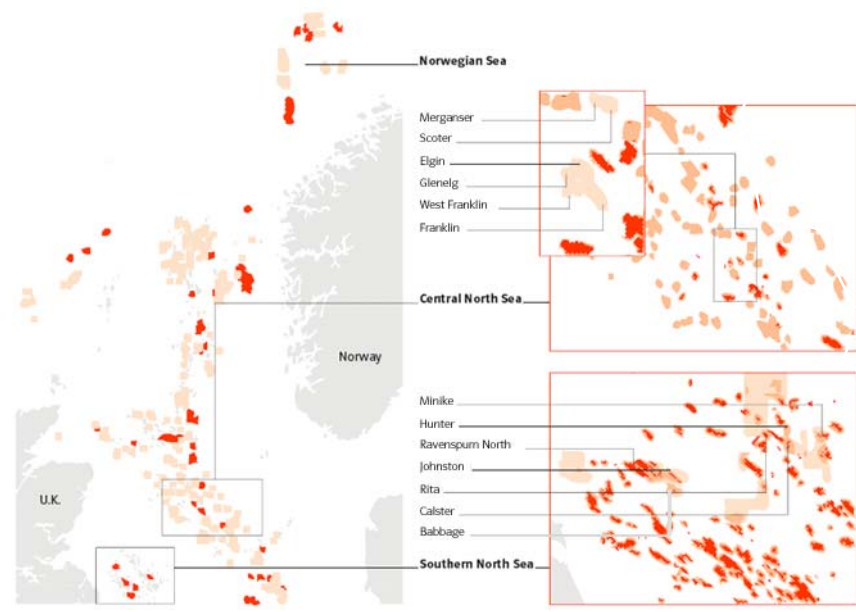 Norwegian Sea
Merganser
Scoter
Elgin
Glenelg
West Franklin
Franklin
Central North Sea
Norway
Minike
Hunter
Ravenspurn North
Johnston
U.K.
Rita
Calster
Babbage
Southern North Sea